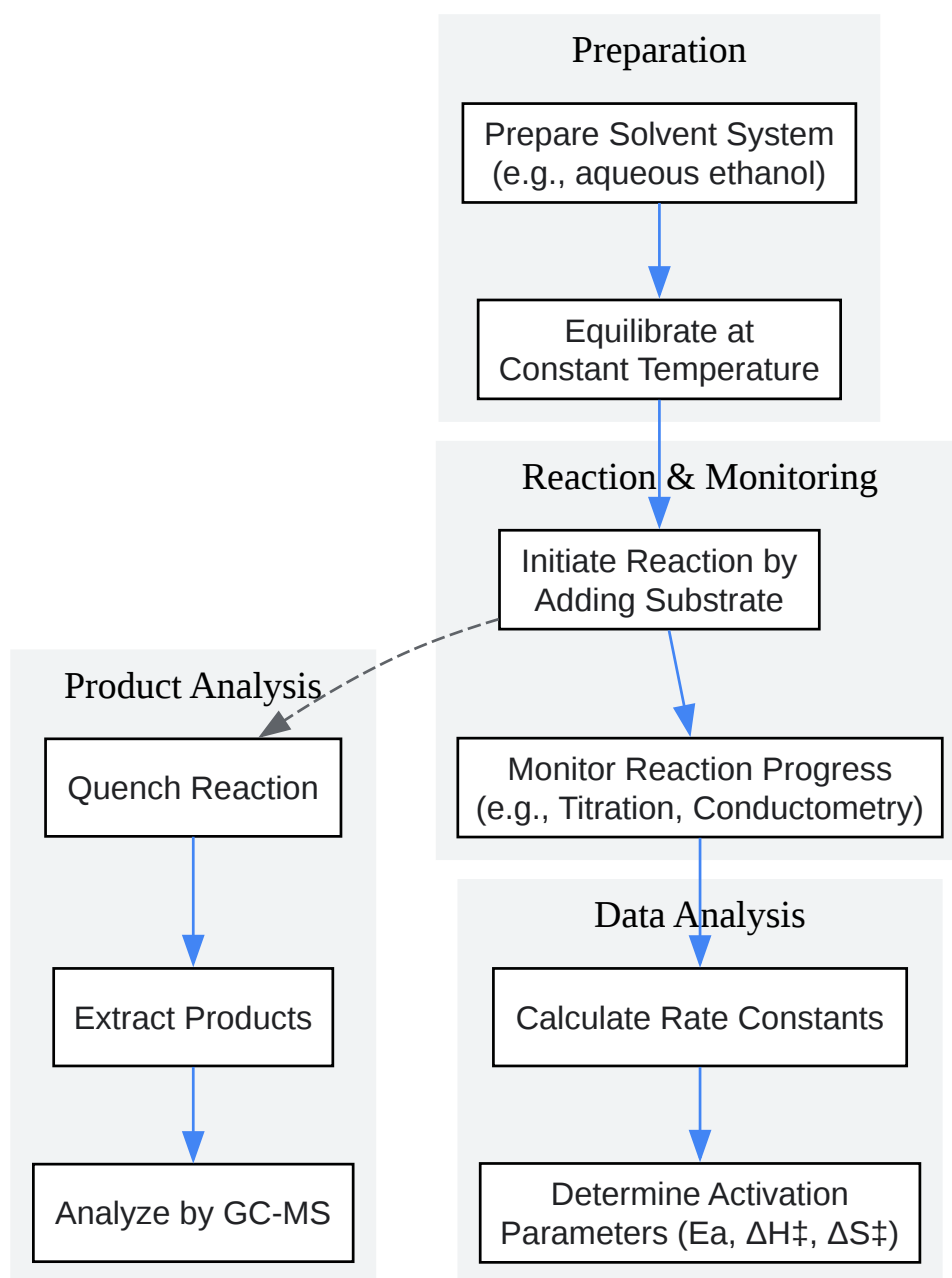 Preparation
Prepare Solvent System
(e.g., aqueous ethanol)
Equilibrate at
Constant Temperature
Reaction & Monitoring
Initiate Reaction by
Adding Substrate
Monitor Reaction Progress
(e.g., Titration, Conductometry)
Product Analysis
Quench Reaction
Extract Products
Analyze by GC-MS
Data Analysis
Calculate Rate Constants
Determine Activation
Parameters (Ea, ΔH‡, ΔS‡)